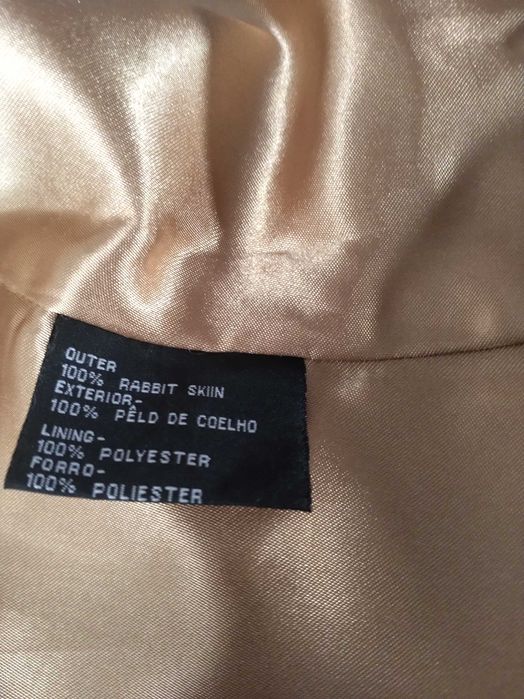 OUTER
100% RABBIT SKIIN
EXTERIOR-
100% PÊLD DE COELHO
LINING-
100% POLYESTER
FORRO-
100% POLIESTER